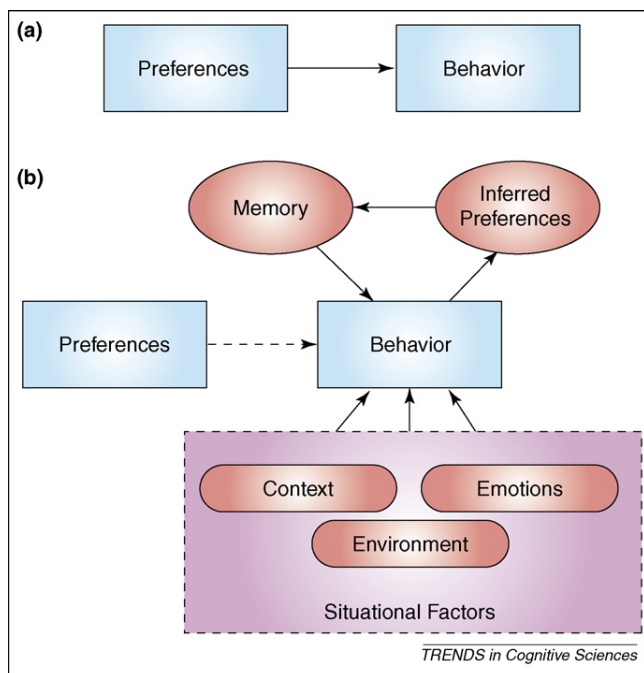 (a)
Preferences
Behavior
(b)
Memory
Inferred
Preferences
Preferences
Behavior
Context
Emotions
Environment
Situational Factors
TRENDS in Cognitive Sciences